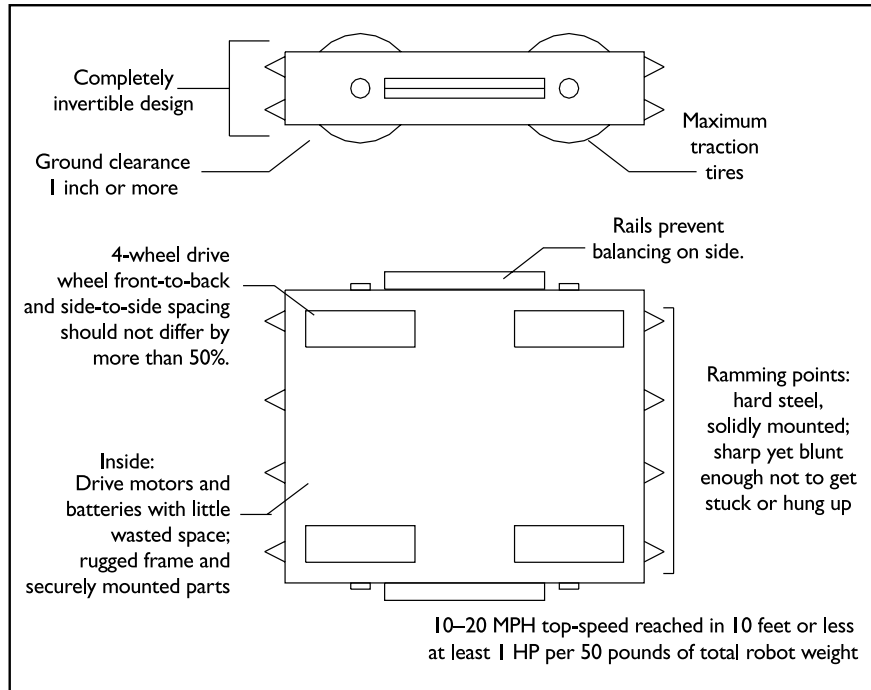 Completely
invertible design
Ground clearance
1 inch or more
Maximum
traction
tires
Rails prevent
balancing on side.
4-wheel drive
wheel front-to-back
and side-to-side spacing
should not differ by
more than 50%.
Ramming points:
hard steel,
solidly mounted;
sharp yet blunt
enough not to get
stuck or hung up
Inside:
Drive motors and
batteries with little
wasted space;
rugged frame and
securely mounted parts
10–20 MPH top-speed reached in 10 feet or less
at least 1 HP per 50 pounds of total robot weight